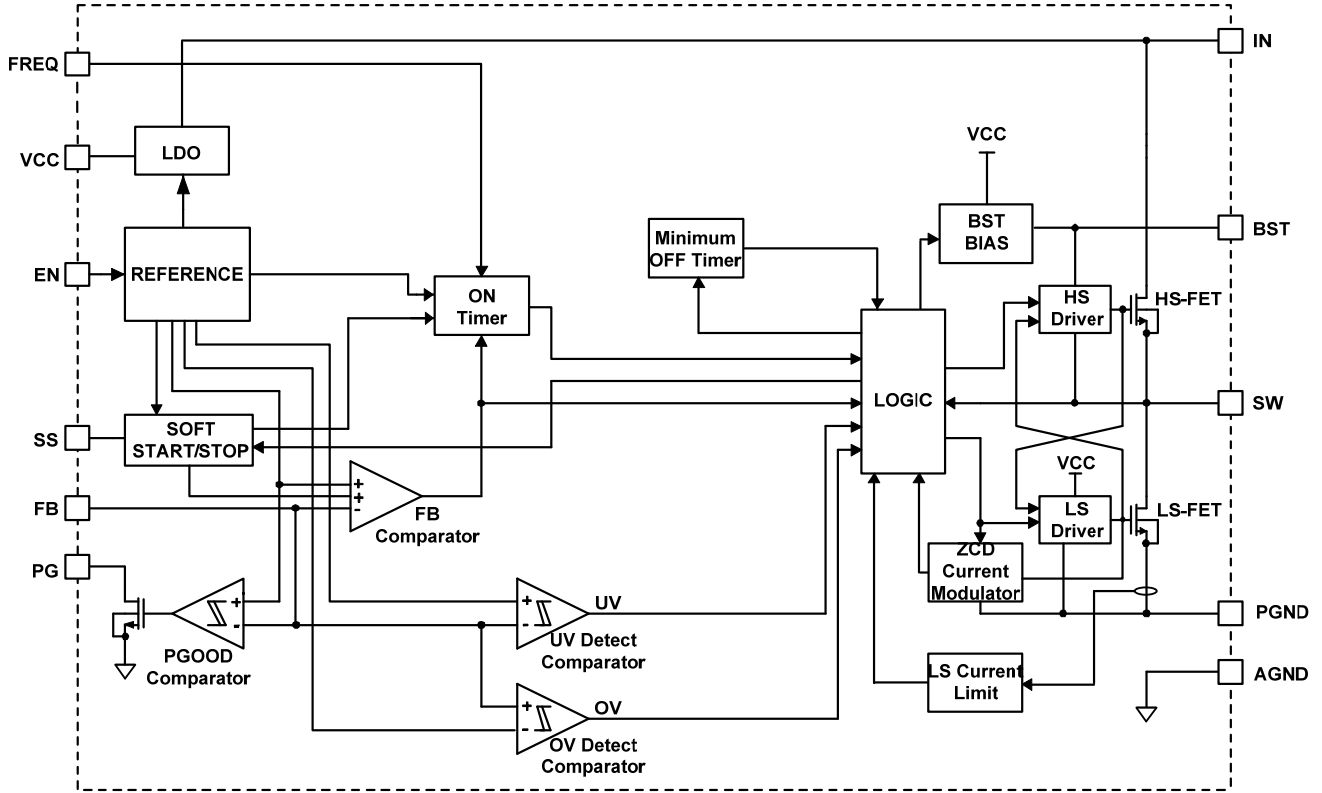 IN
FREQ
VCC
LDO
VCC
BST
BIAS
BST
Minimum
OFF Timer
EN
REFERENCE
ON
Timer
HS
Driver
HS-FET
SOFT
START/STOP
SS
LOGIC
SW
VCC
+
+
-
FB
FB
Comparator
LS
Driver
LS-FET
PG
ZCD
Current
Modulator
+
-
PGOOD
Comparator
+
-
UV
UV Detect
Comparator
PGND
LS Current
Limit
AGND
+
-
OV
OV Detect
Comparator